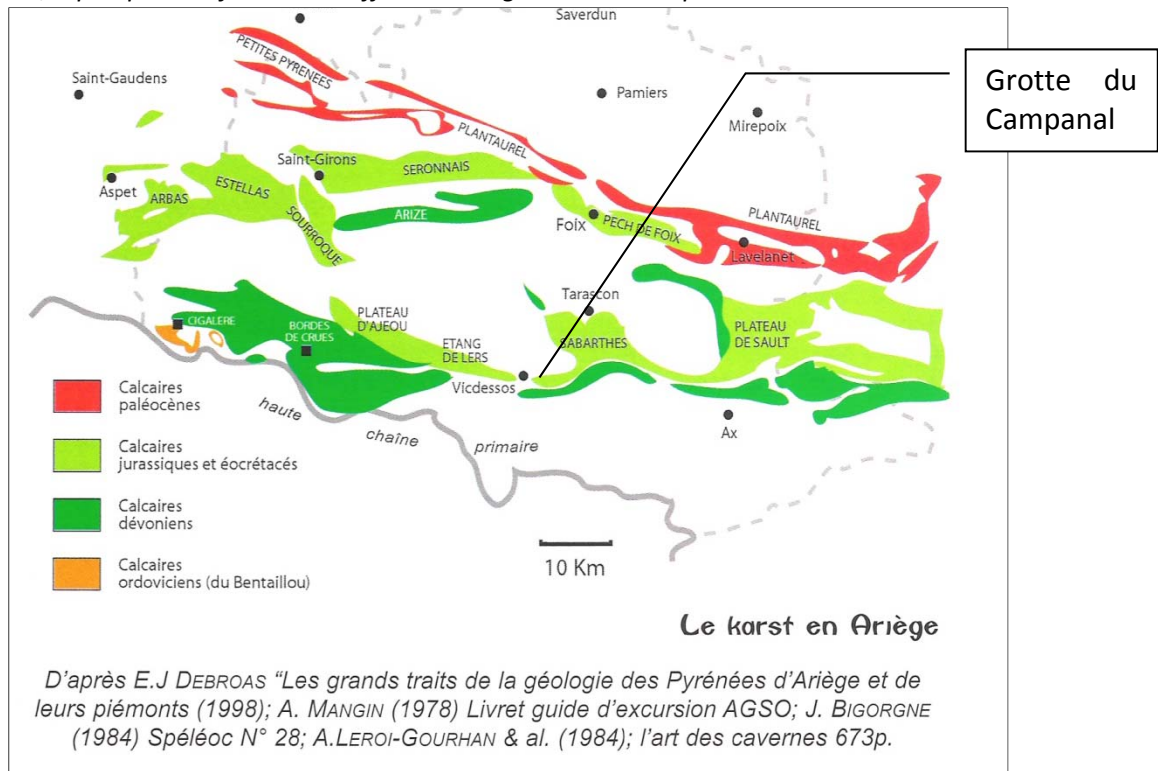 Saverdun
PETITES PYRENEES
Saint-Gaudens
Pamiers
Mirepoix
Grotte du
Campanal
PLANTAUREL
Saint-Girons
SERONNAIS
Aspet
ARBAS
ESTELLAS
SOURROQUE
ARIZE
Foix
PECH DE FOIX
PLANTAUREL
Lavelanet
CIGALERE
BORDES
DE CRUES
PLATEAU
D'AJEOU
ETANG
DE LERS
Tarascon
SABARTHES
PLATEAU
DE SAULT
Vicdessos
Ax
haute
chaîne
primaire
Calcaires
paléocènes
Calcaires
jurassiques et éocrétacés
Calcaires
dévoniens
Calcaires
ordoviciens (du Bentaillou)
10 Km
Le karst en Ariège
D'après E.J DEBROAS “Les grands traits de la géologie des Pyrénées d'Ariège et de
leurs piémonts (1998); A. MANGIN (1978) Livret guide d'excursion AGSO; J. BIGORGNE
(1984) Spéléoc N° 28; A.LEROI-GOURHAN & al. (1984); l'art des cavernes 673p.